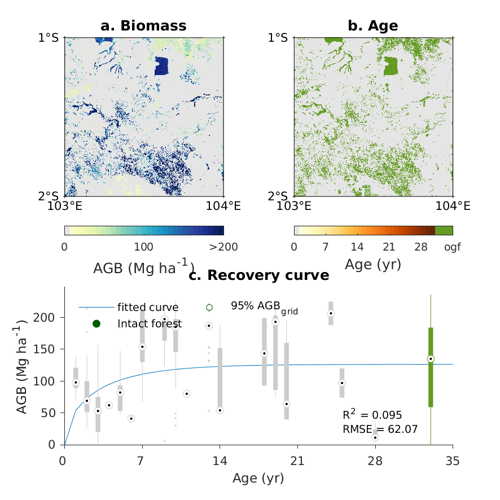 a. Biomass
b. Age
1°S
2°S
103°E
104°E
1°S
2°S
103°E
104°E
0
100
>200
AGB (Mg ha⁻¹)
0
7
14
21
28
ogf
Age (yr)
c. Recovery curve
fitted curve
Intact forest
95% AGB_grid
200
150
100
50
0
AGB (Mg ha⁻¹)
R² = 0.095
RMSE = 62.07
0
7
14
21
28
35
Age (yr)